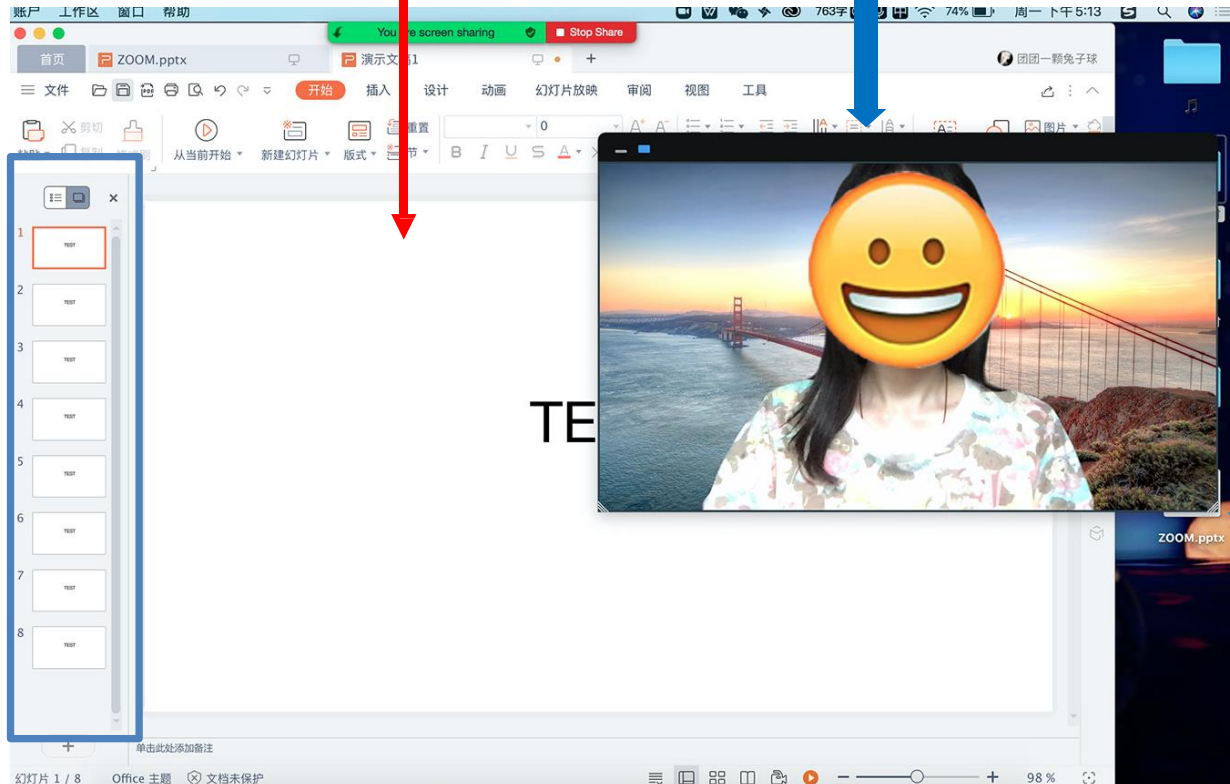 账户 工作区 窗口 帮助 763字 74% 周一 下午5:13
You are screen sharing Stop Share
首页 ZOOM.pptx 演示文稿1 + 团团一颗兔子球
文件 开始 插入 设计 动画 幻灯片放映 审阅 视图 工具
剪切 重置 0 图片
从当前开始 新建幻灯片 版式 节 B I U S A
1 TEST
2 TEST
3 TEST
4 TEST
5 TEST
6 TEST
7 TEST
8 TEST
TE
ZOOM.pptx
单击此处添加备注
幻灯片 1 / 8 Office 主题 文档未保护 98 %